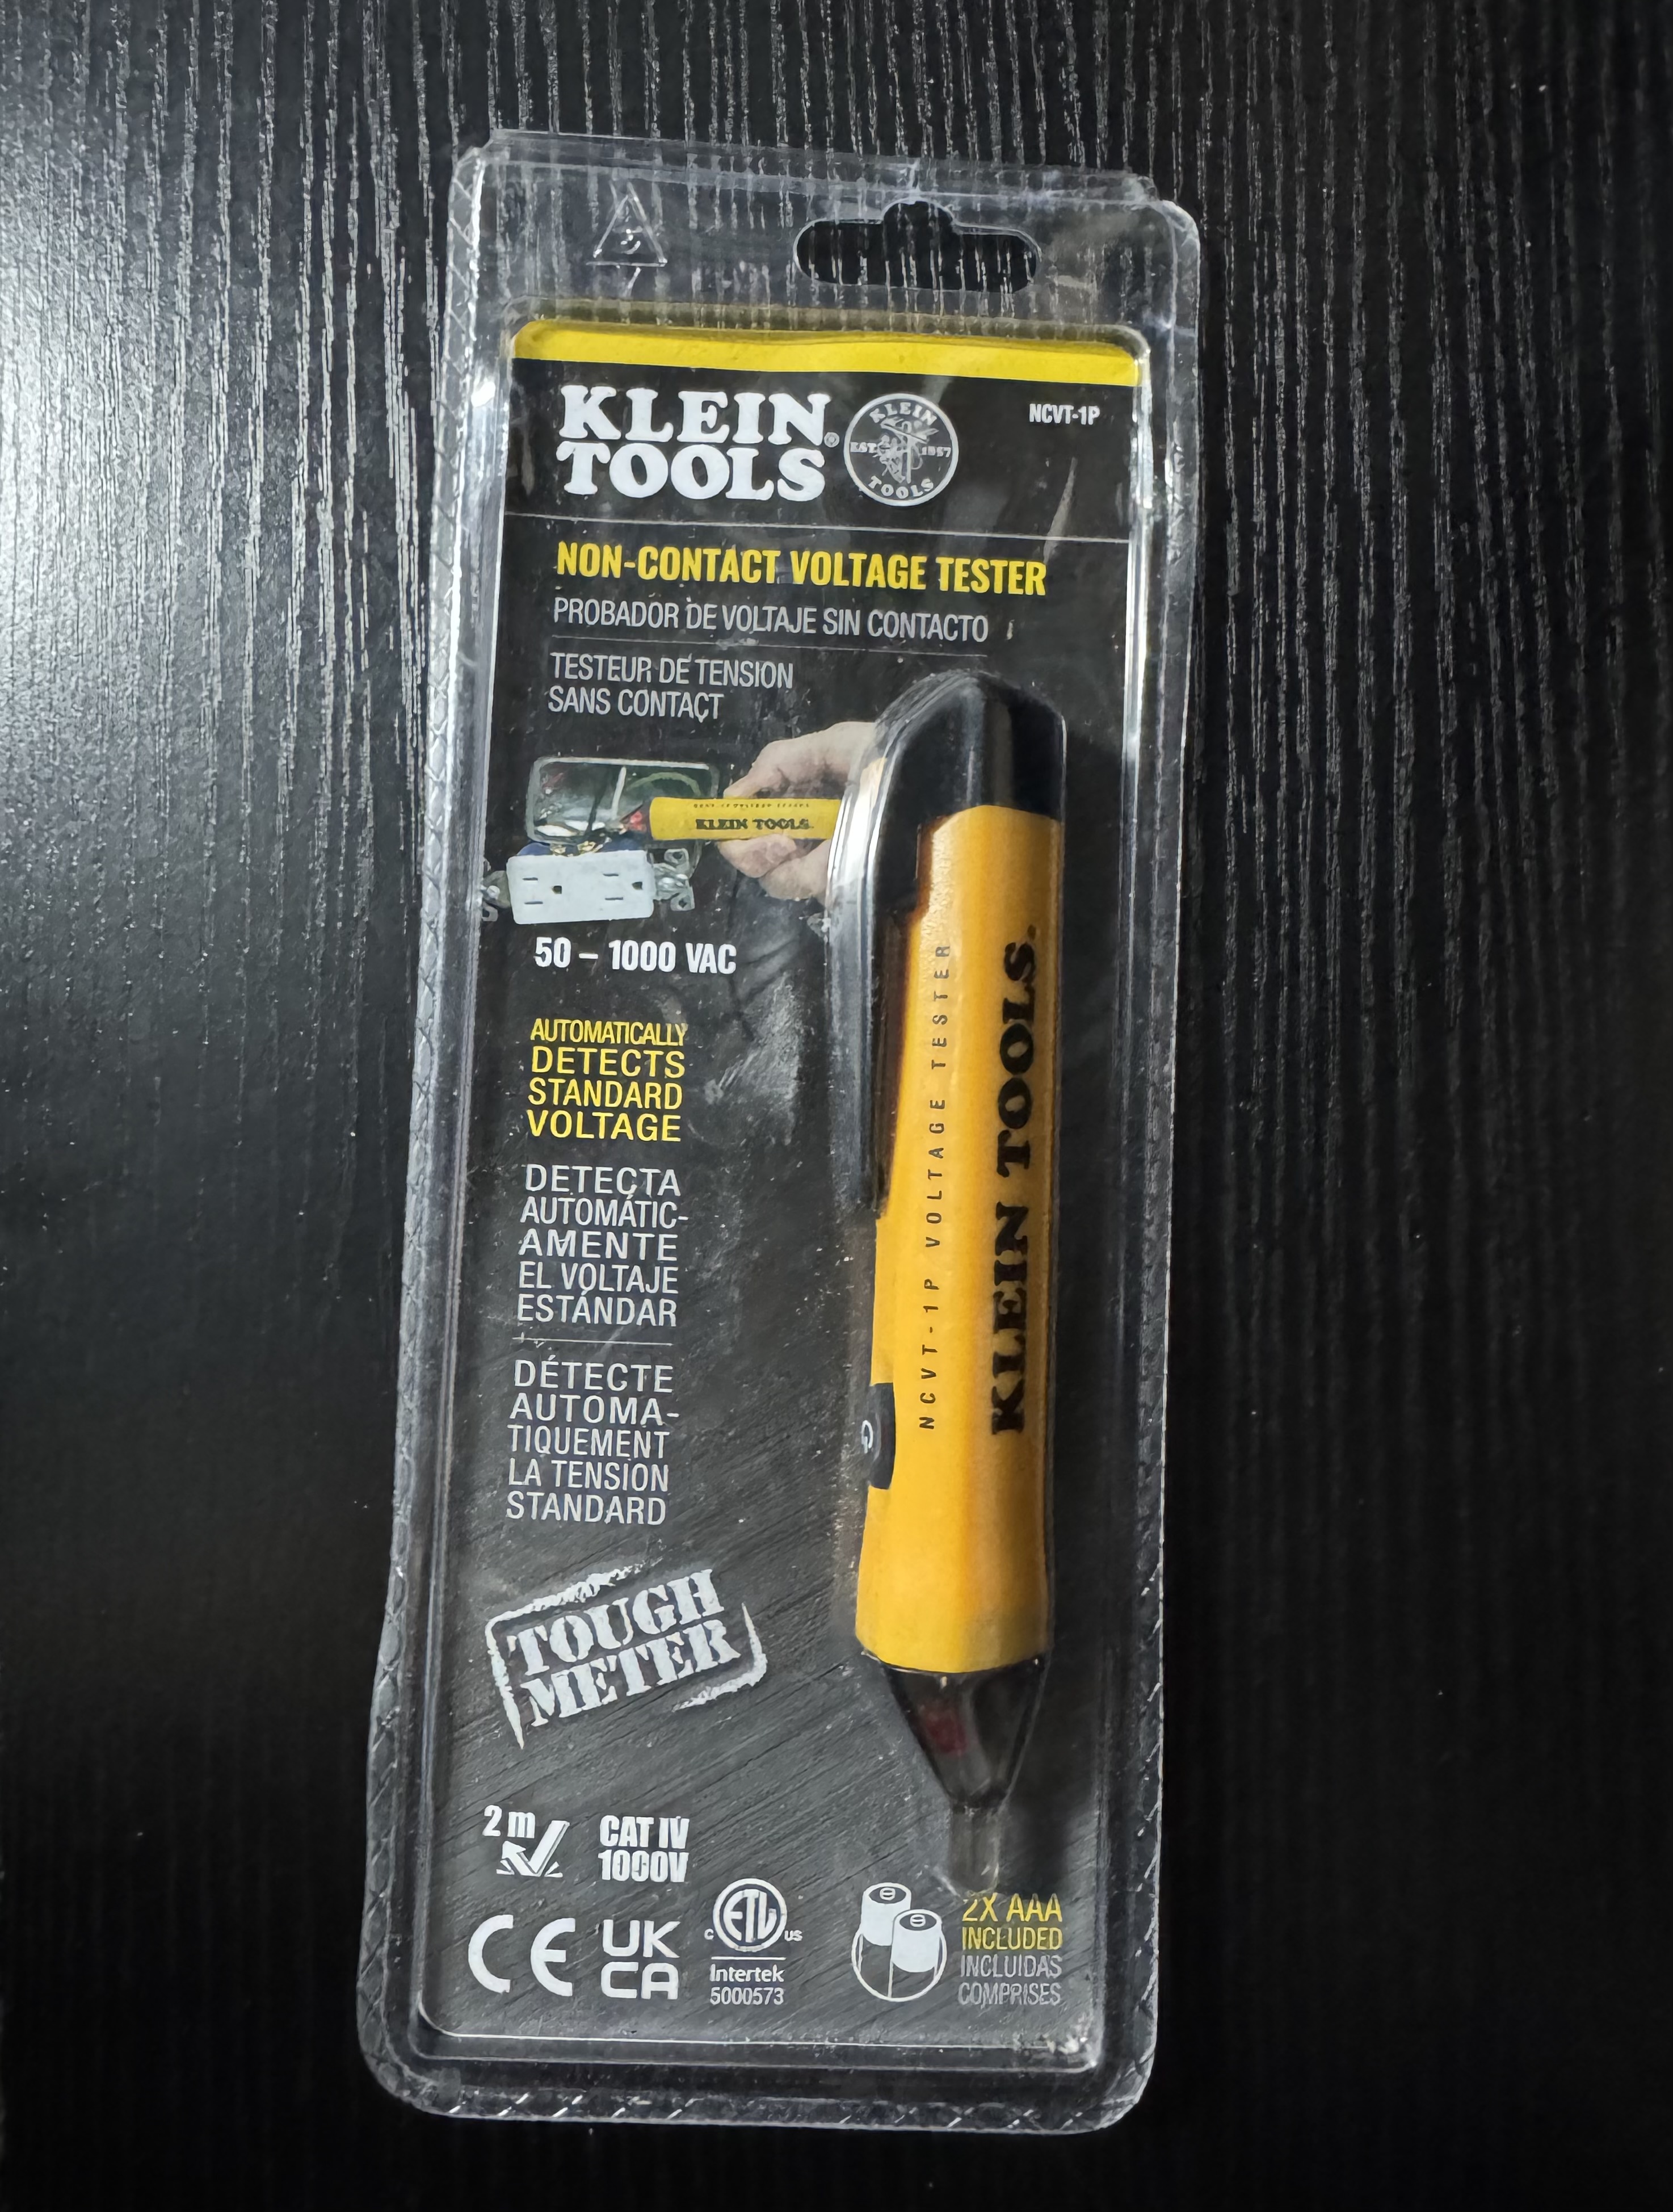 KLEIN
TOOLS®
KLEIN
EST. 1857
TOOLS
NCVT-1P
NON-CONTACT VOLTAGE TESTER
PROBADOR DE VOLTAJE SIN CONTACTO
TESTEUR DE TENSION
SANS CONTACT
KLEIN TOOLS
50 – 1000 VAC
AUTOMATICALLY
DETECTS
STANDARD
VOLTAGE
DETECTA
AUTOMÁTIC-
AMENTE
EL VOLTAJE
ESTÁNDAR
DÉTECTE
AUTOMA-
TIQUEMENT
LA TENSION
STANDARD
NCVT-1P VOLTAGE TESTER
KLEIN TOOLS®
TOUGH
METER
2 m
CAT IV
1000V
CE
UK
CA
C ETL US
Intertek
5000573
2X AAA
INCLUDED
INCLUIDAS
COMPRISES